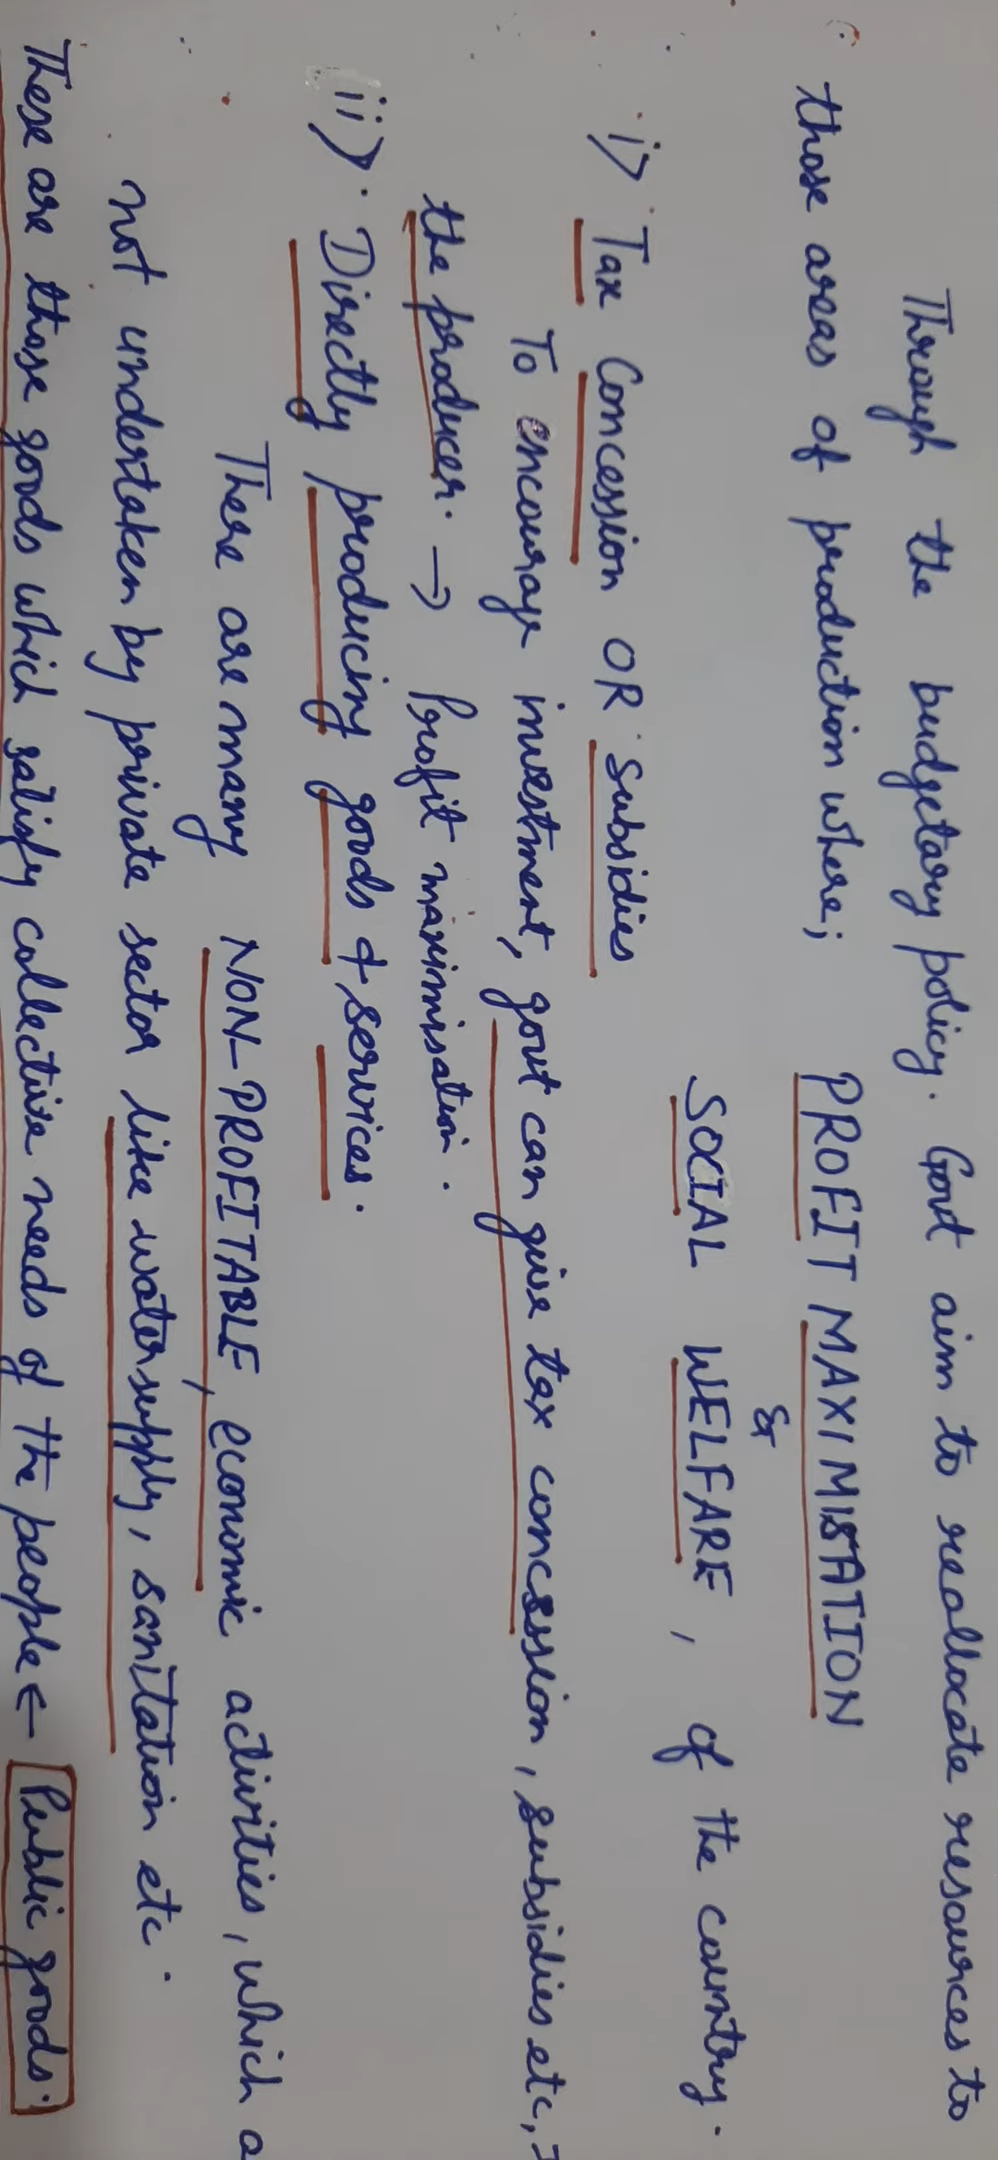 Through the budgetary policy. Govt aim to reallocate resources to
those areas of production where; PROFIT MAXIMISATION
&
SOCIAL WELFARE, of the country.
i> Tax Concession OR Subsidies
To encourage investment, govt can give tax concession, subsidies etc,
the producer. → Profit maximisation.
ii> Directly producing goods & services.
There are many NON-PROFITABLE, economic activities, which a
not undertaken by private sector like water supply, sanitation etc.
These are those goods which satisfy collective needs of the people ← Public goods.